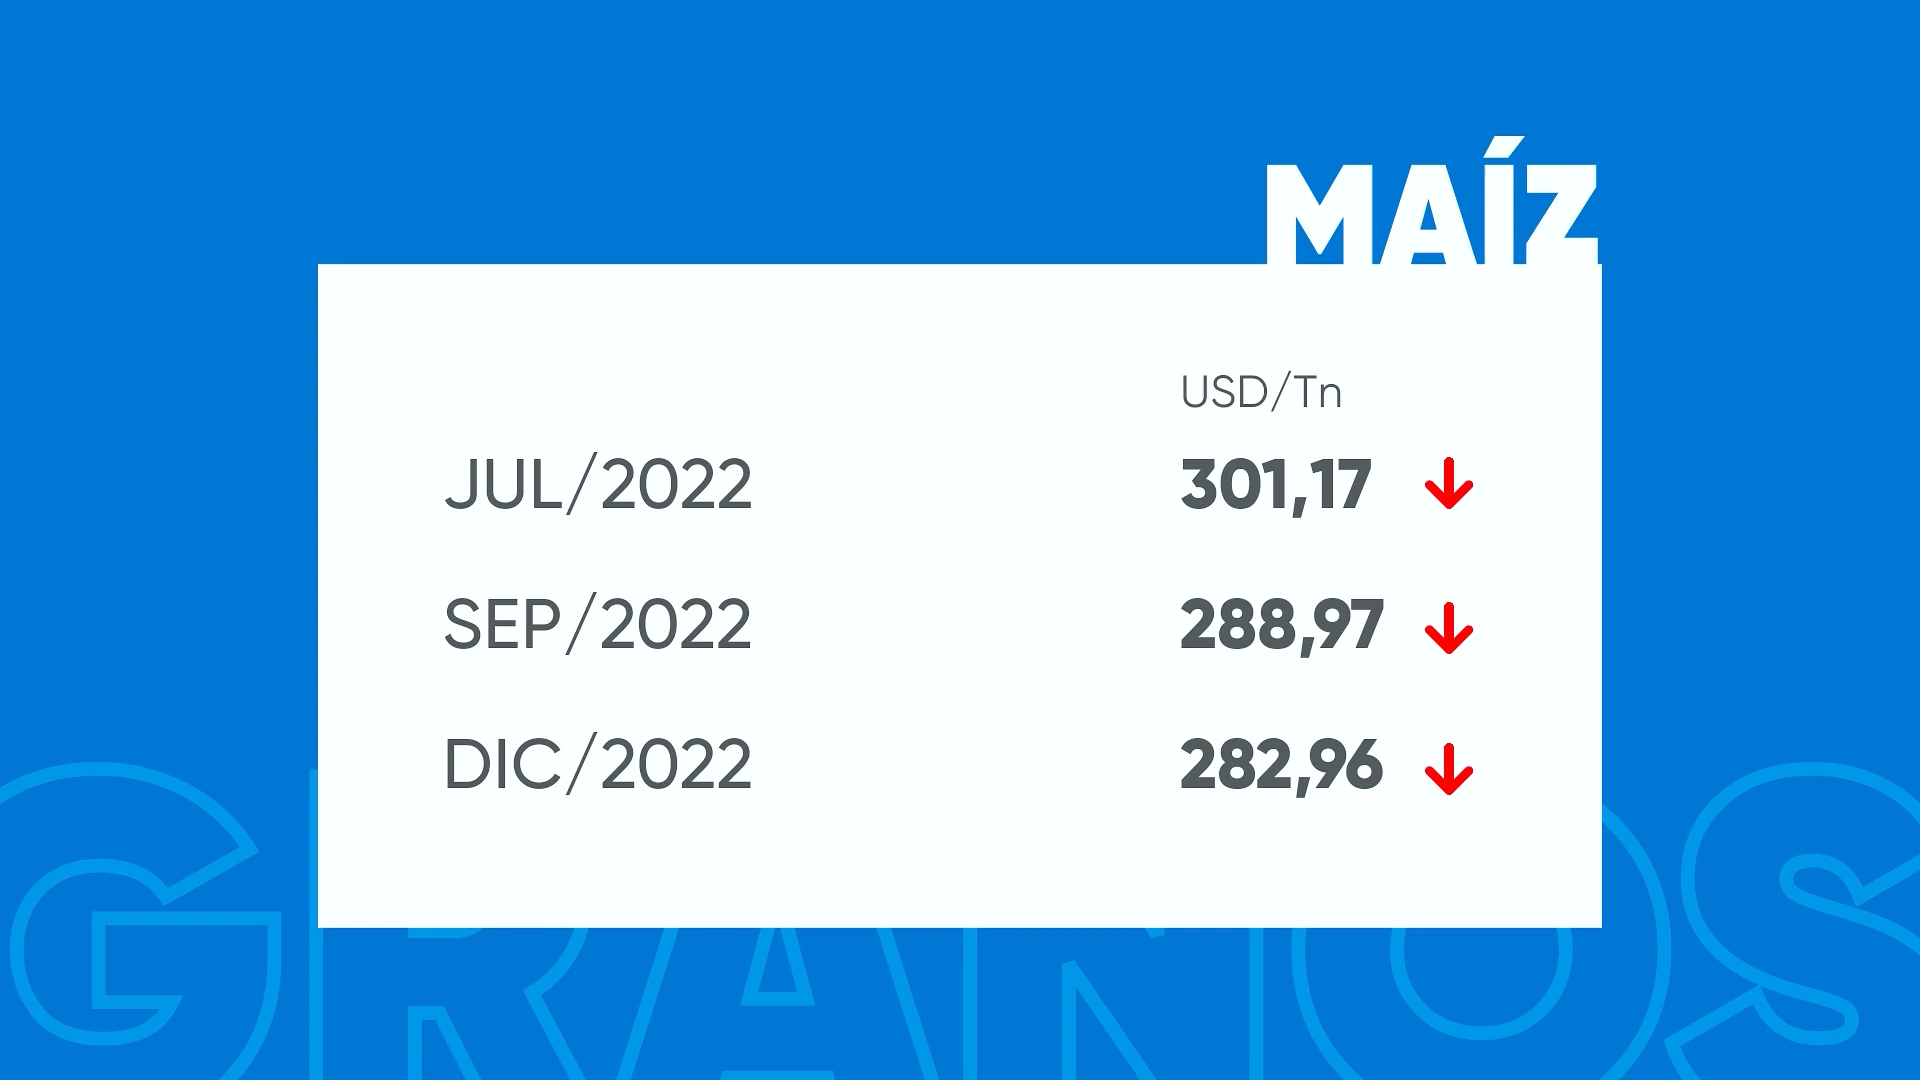 MAÍZ
USD/Tn
JUL/2022 301,17
SEP/2022 288,97
DIC/2022 282,96
GRANOS